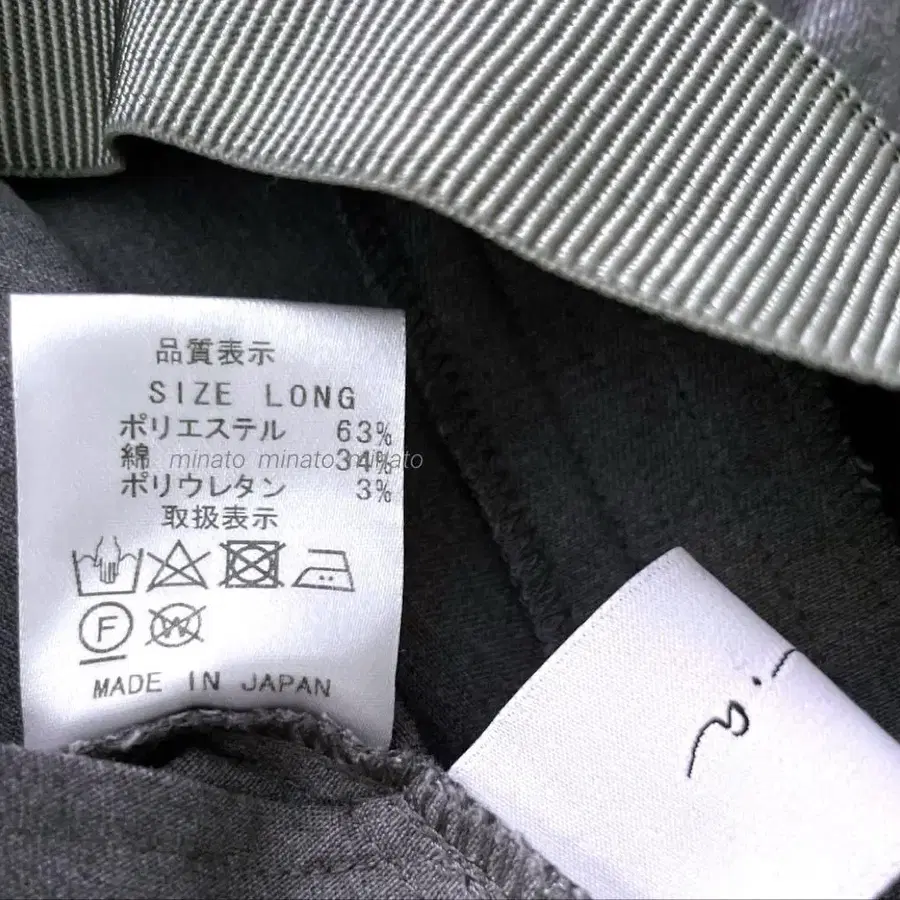 品質表示
SIZE LONG
ポリエステル 63%
綿 34%
minato minato minato
ポリウレタン 3%
取扱表示
F
W
MADE IN JAPAN